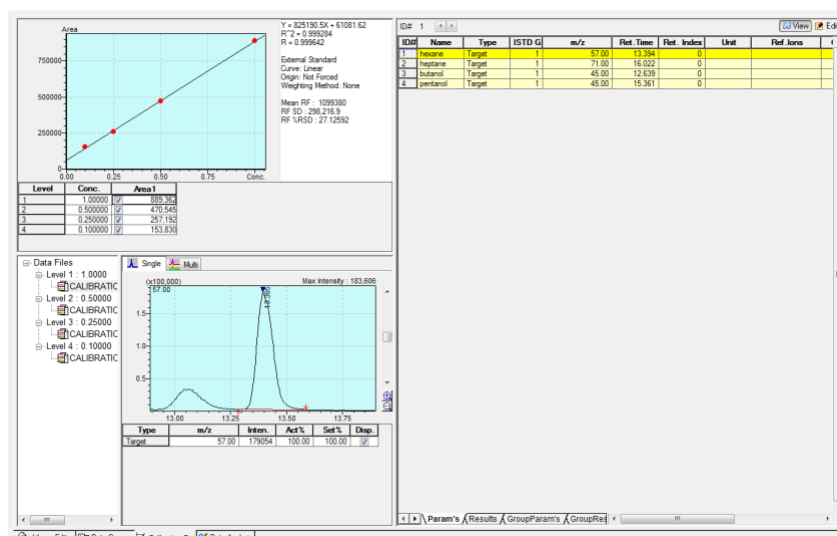 Area
750000
500000
250000
0
0.00 0.25 0.50 0.75 Conc.
Y = 825190.5X + 61081.62
R^2 = 0.999284
R = 0.999642
External Standard
Curve: Linear
Origin: Not Forced
Weighting Method: None
Mean RF : 1099380
RF SD : 298,216.9
RF %RSD : 27.12592
Level Conc. Area1
1 1.00000 889,362
2 0.500000 470,545
3 0.250000 257,192
4 0.100000 153,830
Data Files
Level 1 : 1.0000
CALIBRATIC
Level 2 : 0.50000
CALIBRATIC
Level 3 : 0.25000
CALIBRATIC
Level 4 : 0.10000
CALIBRATIC
Single Multi
(x100,000) Max Intensity : 183,606
57.00
13.395
1.5
1.0
0.5
13.00 13.25 13.50 13.75
Type m/z Inten. Act% Set% Disp.
Target 57.00 179054 100.00 100.00
ID# 1 View Edi
ID# Name Type ISTD G m/z Ret.Time Ret. Index Unit Ref.Ions
1 hexane Target 1 57.00 13.394 0
2 heptane Target 1 71.00 16.022 0
3 butanol Target 1 45.00 12.639 0
4 pentanol Target 1 45.00 15.361 0
Param's Results GroupParam's GroupRes